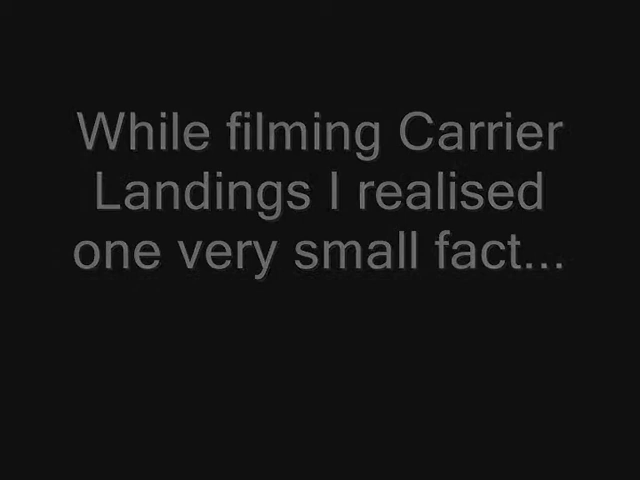 While filming Carrier
Landings I realised
one very small fact...